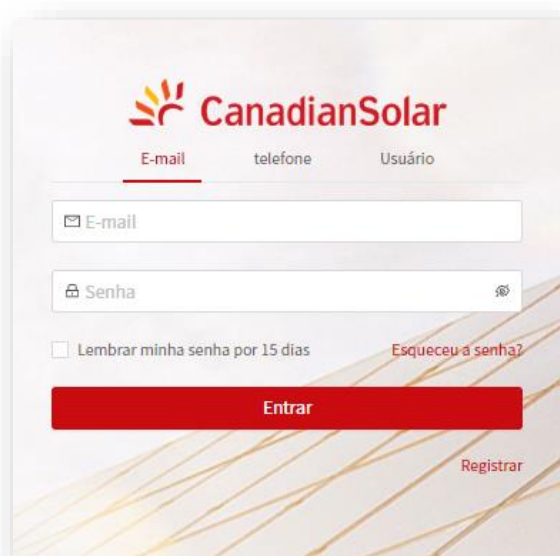 CanadianSolar
E-mail telefone Usuário
E-mail
Senha
Lembrar minha senha por 15 dias Esqueceu a senha?
Entrar
Registrar